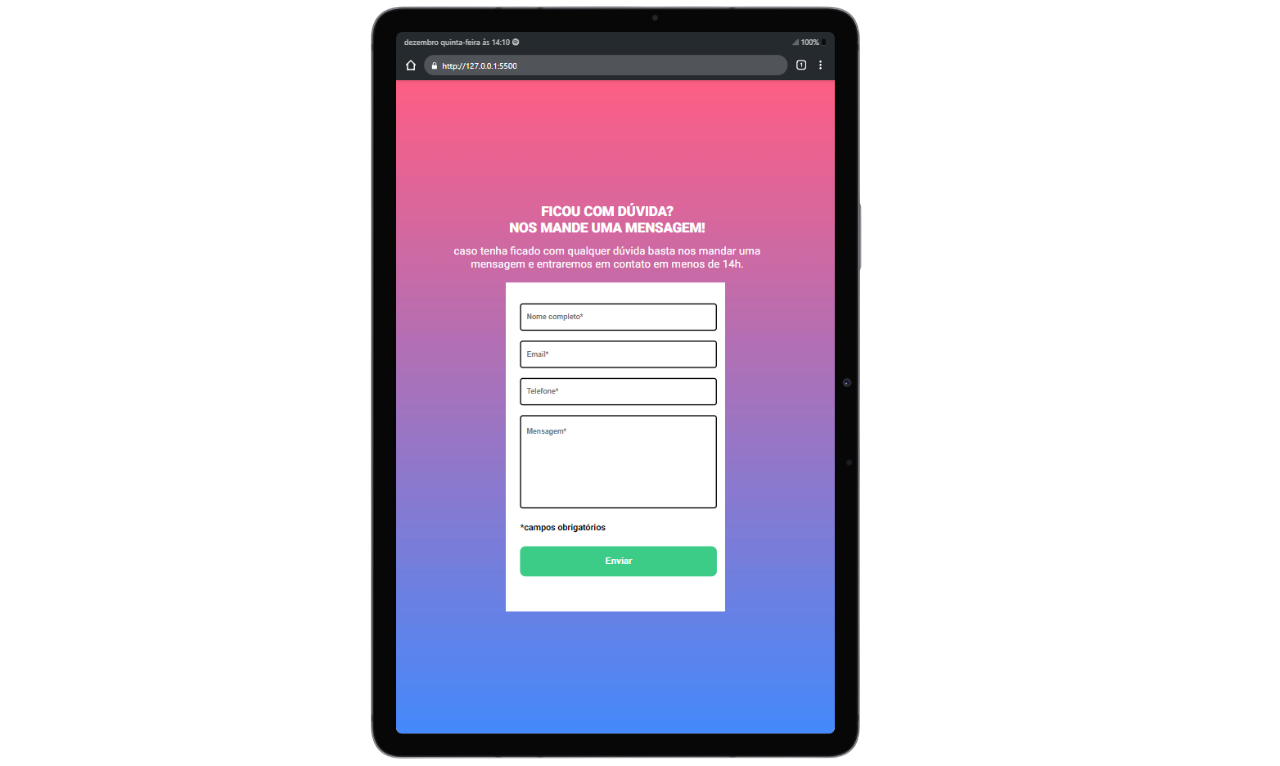 dezembro quinta-feira às 14:10
100%
http://127.0.0.1:5500
1
FICOU COM DÚVIDA?
NOS MANDE UMA MENSAGEM!
caso tenha ficado com qualquer dúvida basta nos mandar uma
mensagem e entraremos em contato em menos de 14h.
Nome completo*
Email*
Telefone*
Mensagem*
*campos obrigatórios
Enviar